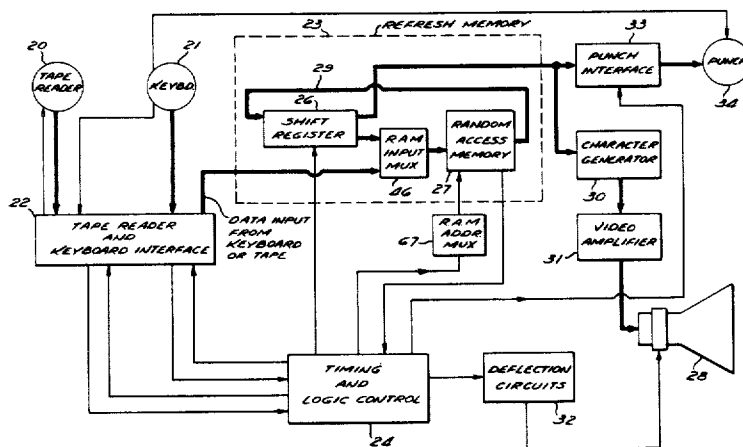 23
REFRESH MEMORY
33
20
TAPE
READER
21
KEYBD.
29
26
SHIFT
REGISTER
RAM
INPUT
MUX
46
RANDOM
ACCESS
MEMORY
27
PUNCH
INTERFACE
PUNCH
34
CHARACTER
GENERATOR
30
22
TAPE READER
AND
KEYBOARD INTERFACE
DATA INPUT
FROM
KEYBOARD
OR TAPE
67
RAM
ADDR.
MUX
VIDEO
AMPLIFIER
31
TIMING
AND
LOGIC CONTROL
24
DEFLECTION
CIRCUITS
32
28